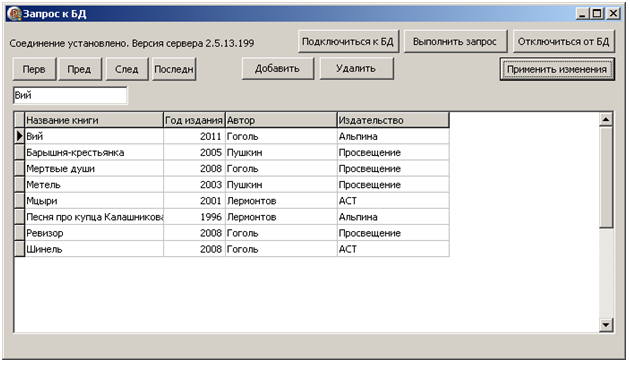 Запрос к БД
Соединение установлено. Версия сервера 2.5.13.199 Подключиться к БД Выполнить запрос Отключиться от БД
Перв Пред След Последн Добавить Удалить Применить изменения
Вий
Название книги Год издания Автор Издательство
Вий 2011 Гоголь Альпина
Барышня-крестьянка 2005 Пушкин Просвещение
Мертвые души 2008 Гоголь Просвещение
Метель 2003 Пушкин Просвещение
Мцыри 2001 Лермонтов АСТ
Песня про купца Калашникова 1996 Лермонтов Альпина
Ревизор 2008 Гоголь Просвещение
Шинель 2008 Гоголь АСТ